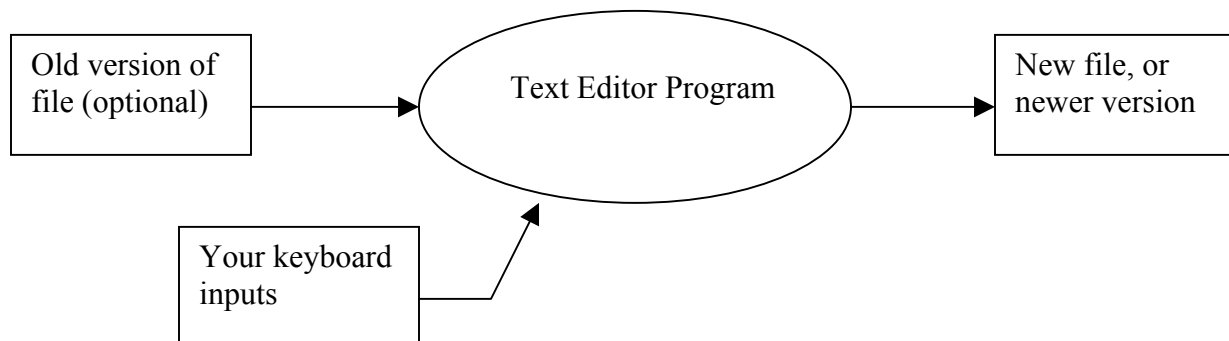 Old version of
file (optional)
Text Editor Program
New file, or
newer version
Your keyboard
inputs